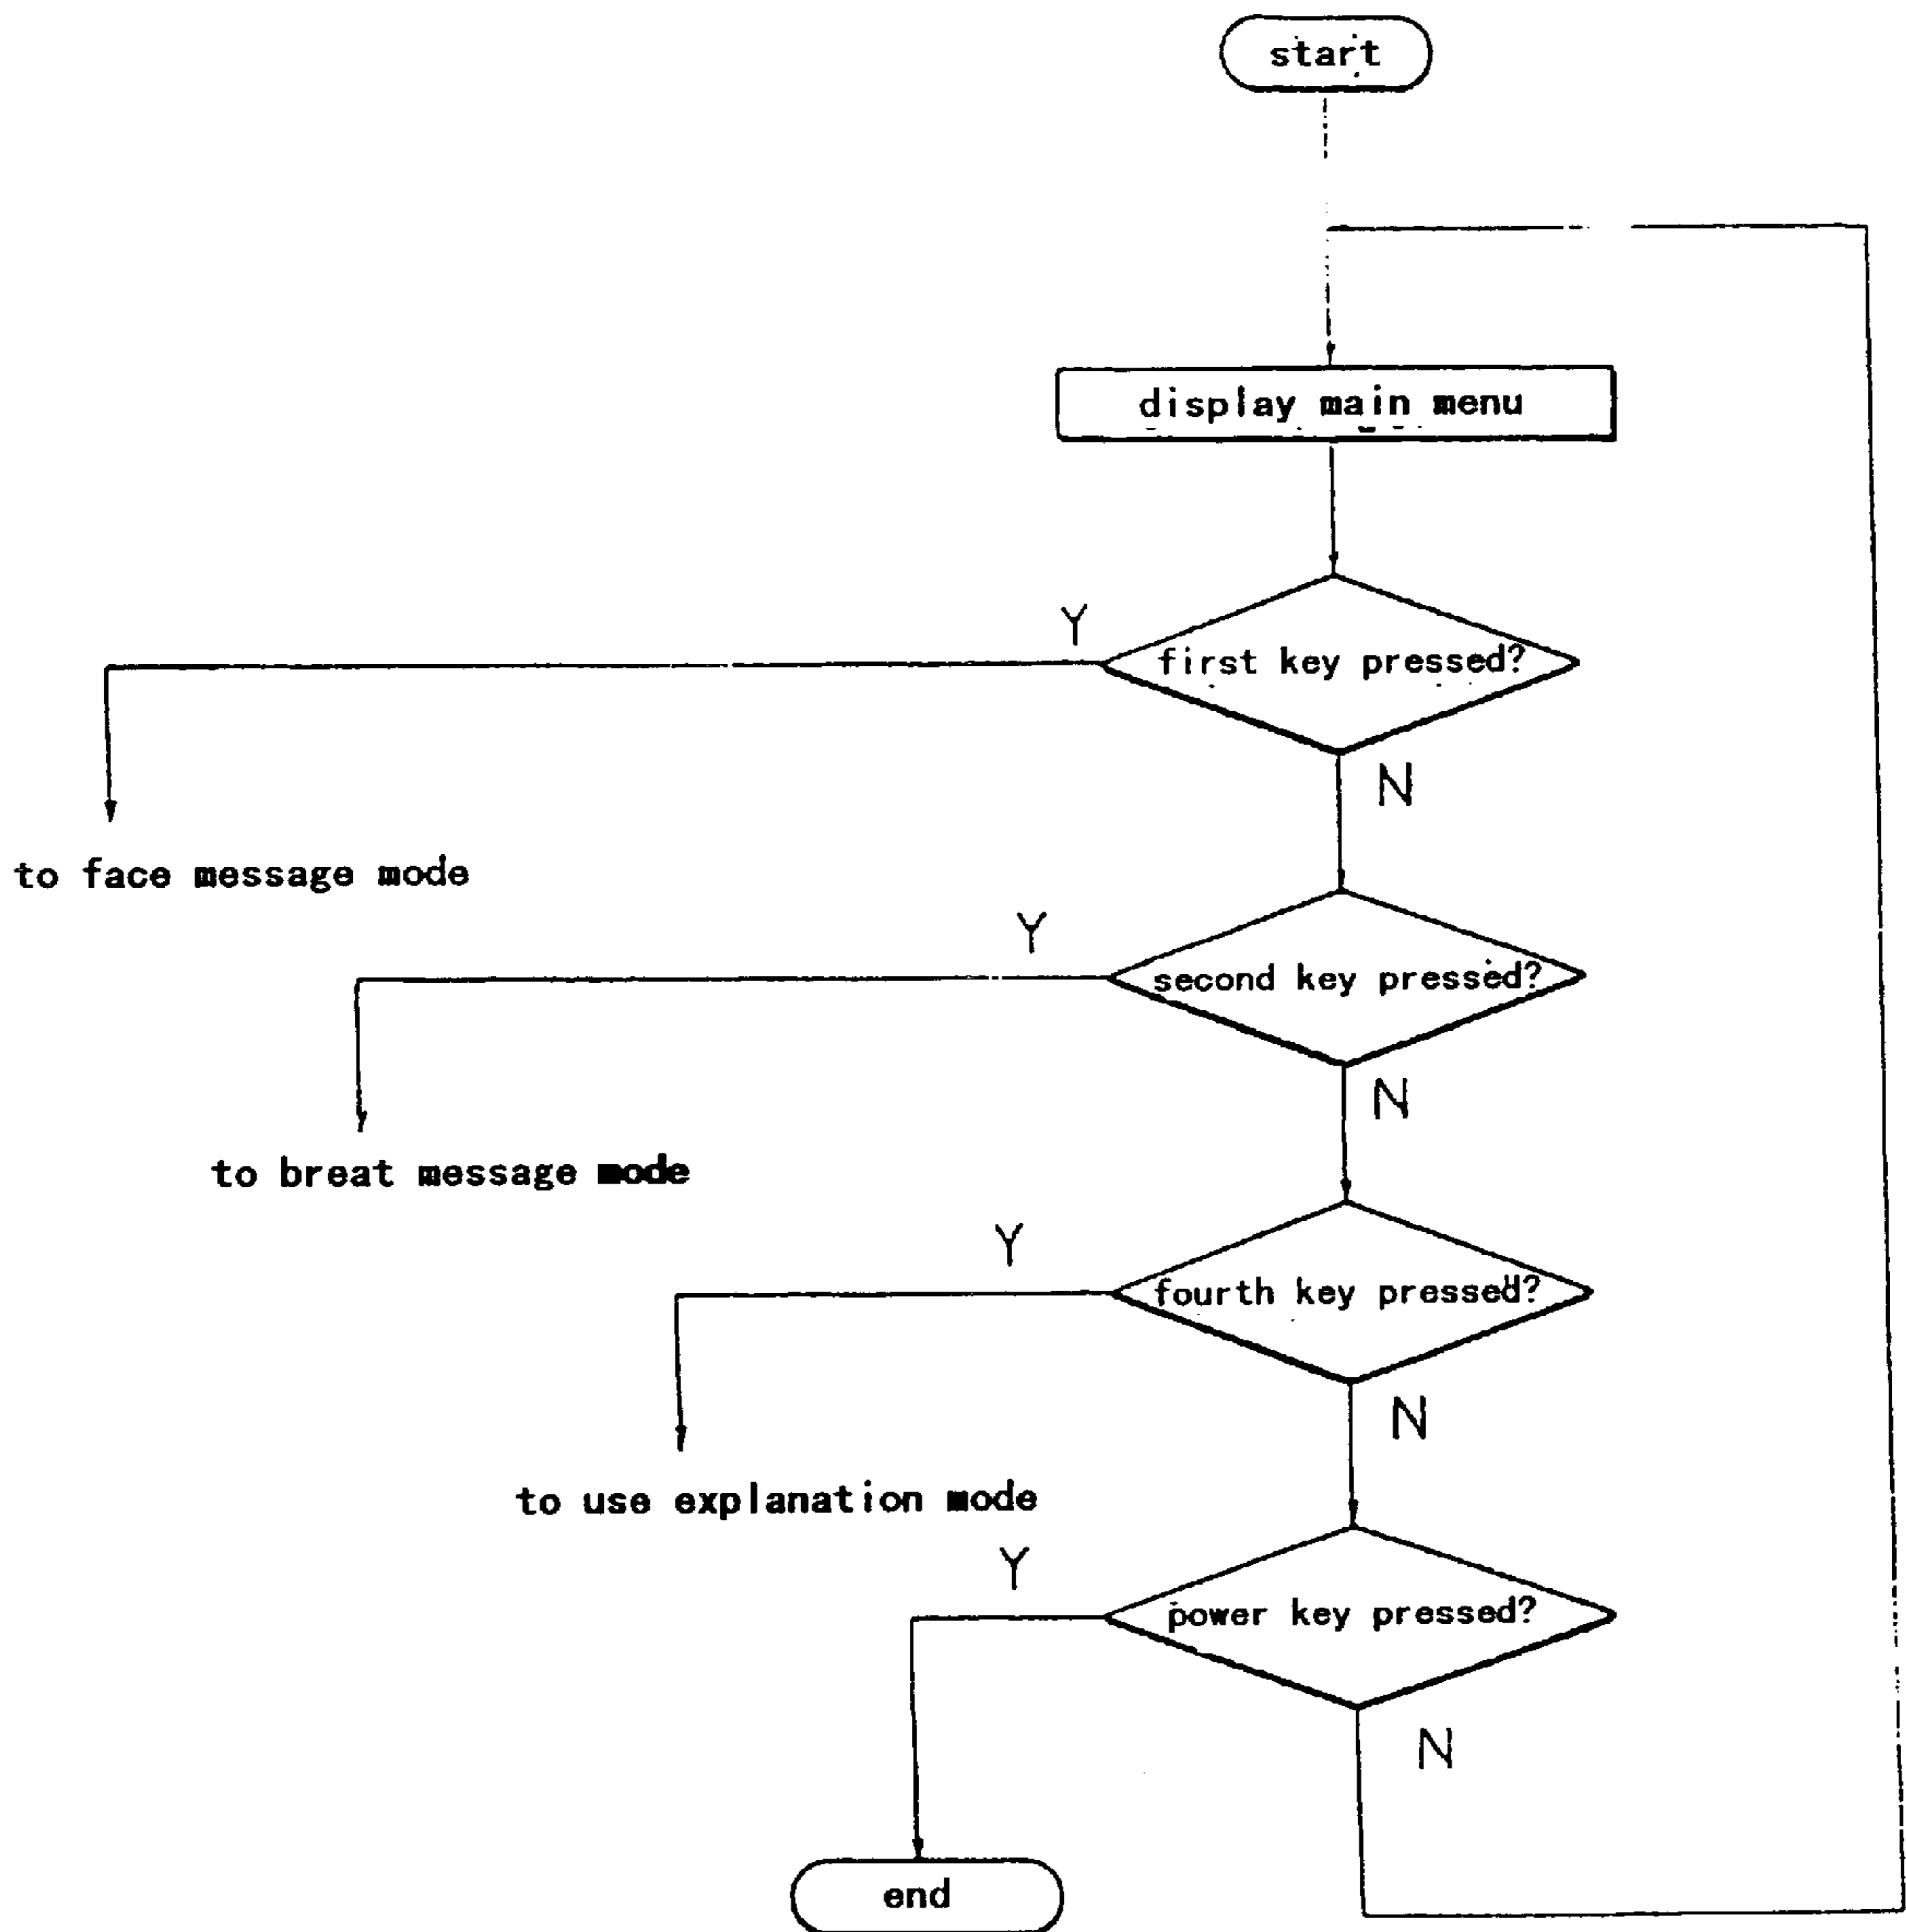 start
display main menu
Y
first key pressed?
N
to face message mode
Y
second key pressed?
N
to breat message mode
Y
fourth key pressed?
N
to use explanation mode
Y
power key pressed?
N
end